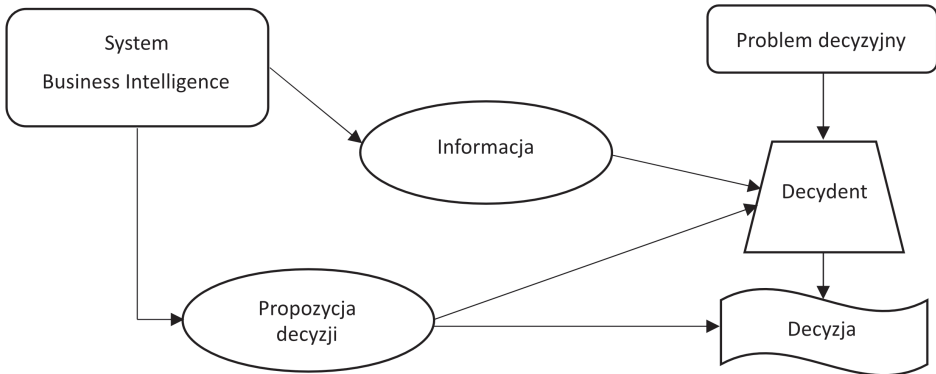 System
Business Intelligence
Problem decyzyjny
Informacja
Decydent
Propozycja
decyzji
Decyzja